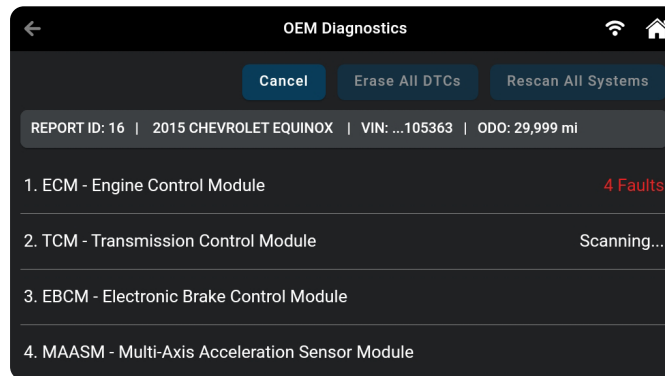 OEM Diagnostics
Cancel Erase All DTCs Rescan All Systems
REPORT ID: 16 | 2015 CHEVROLET EQUINOX | VIN: ...105363 | ODO: 29,999 mi
1. ECM - Engine Control Module 4 Faults
2. TCM - Transmission Control Module Scanning...
3. EBCM - Electronic Brake Control Module
4. MAASM - Multi-Axis Acceleration Sensor Module